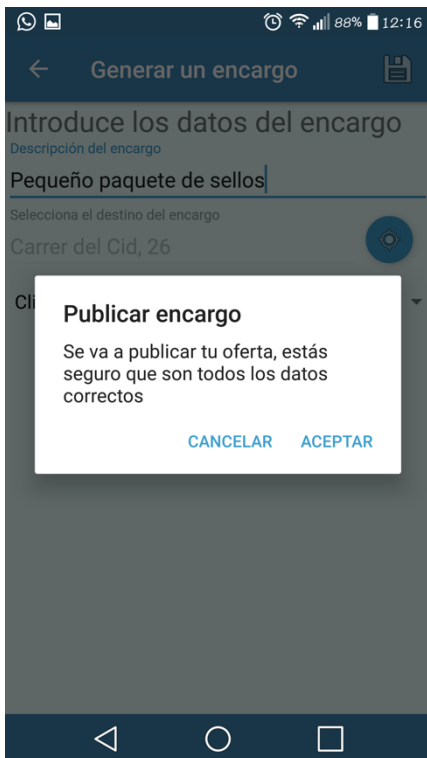 88% 12:16
Generar un encargo
Introduce los datos del encargo
Descripción del encargo
Pequeño paquete de sellos
Selecciona el destino del encargo
Carrer del Cid, 26
Cli
Publicar encargo
Se va a publicar tu oferta, estás
seguro que son todos los datos
correctos
CANCELAR ACEPTAR